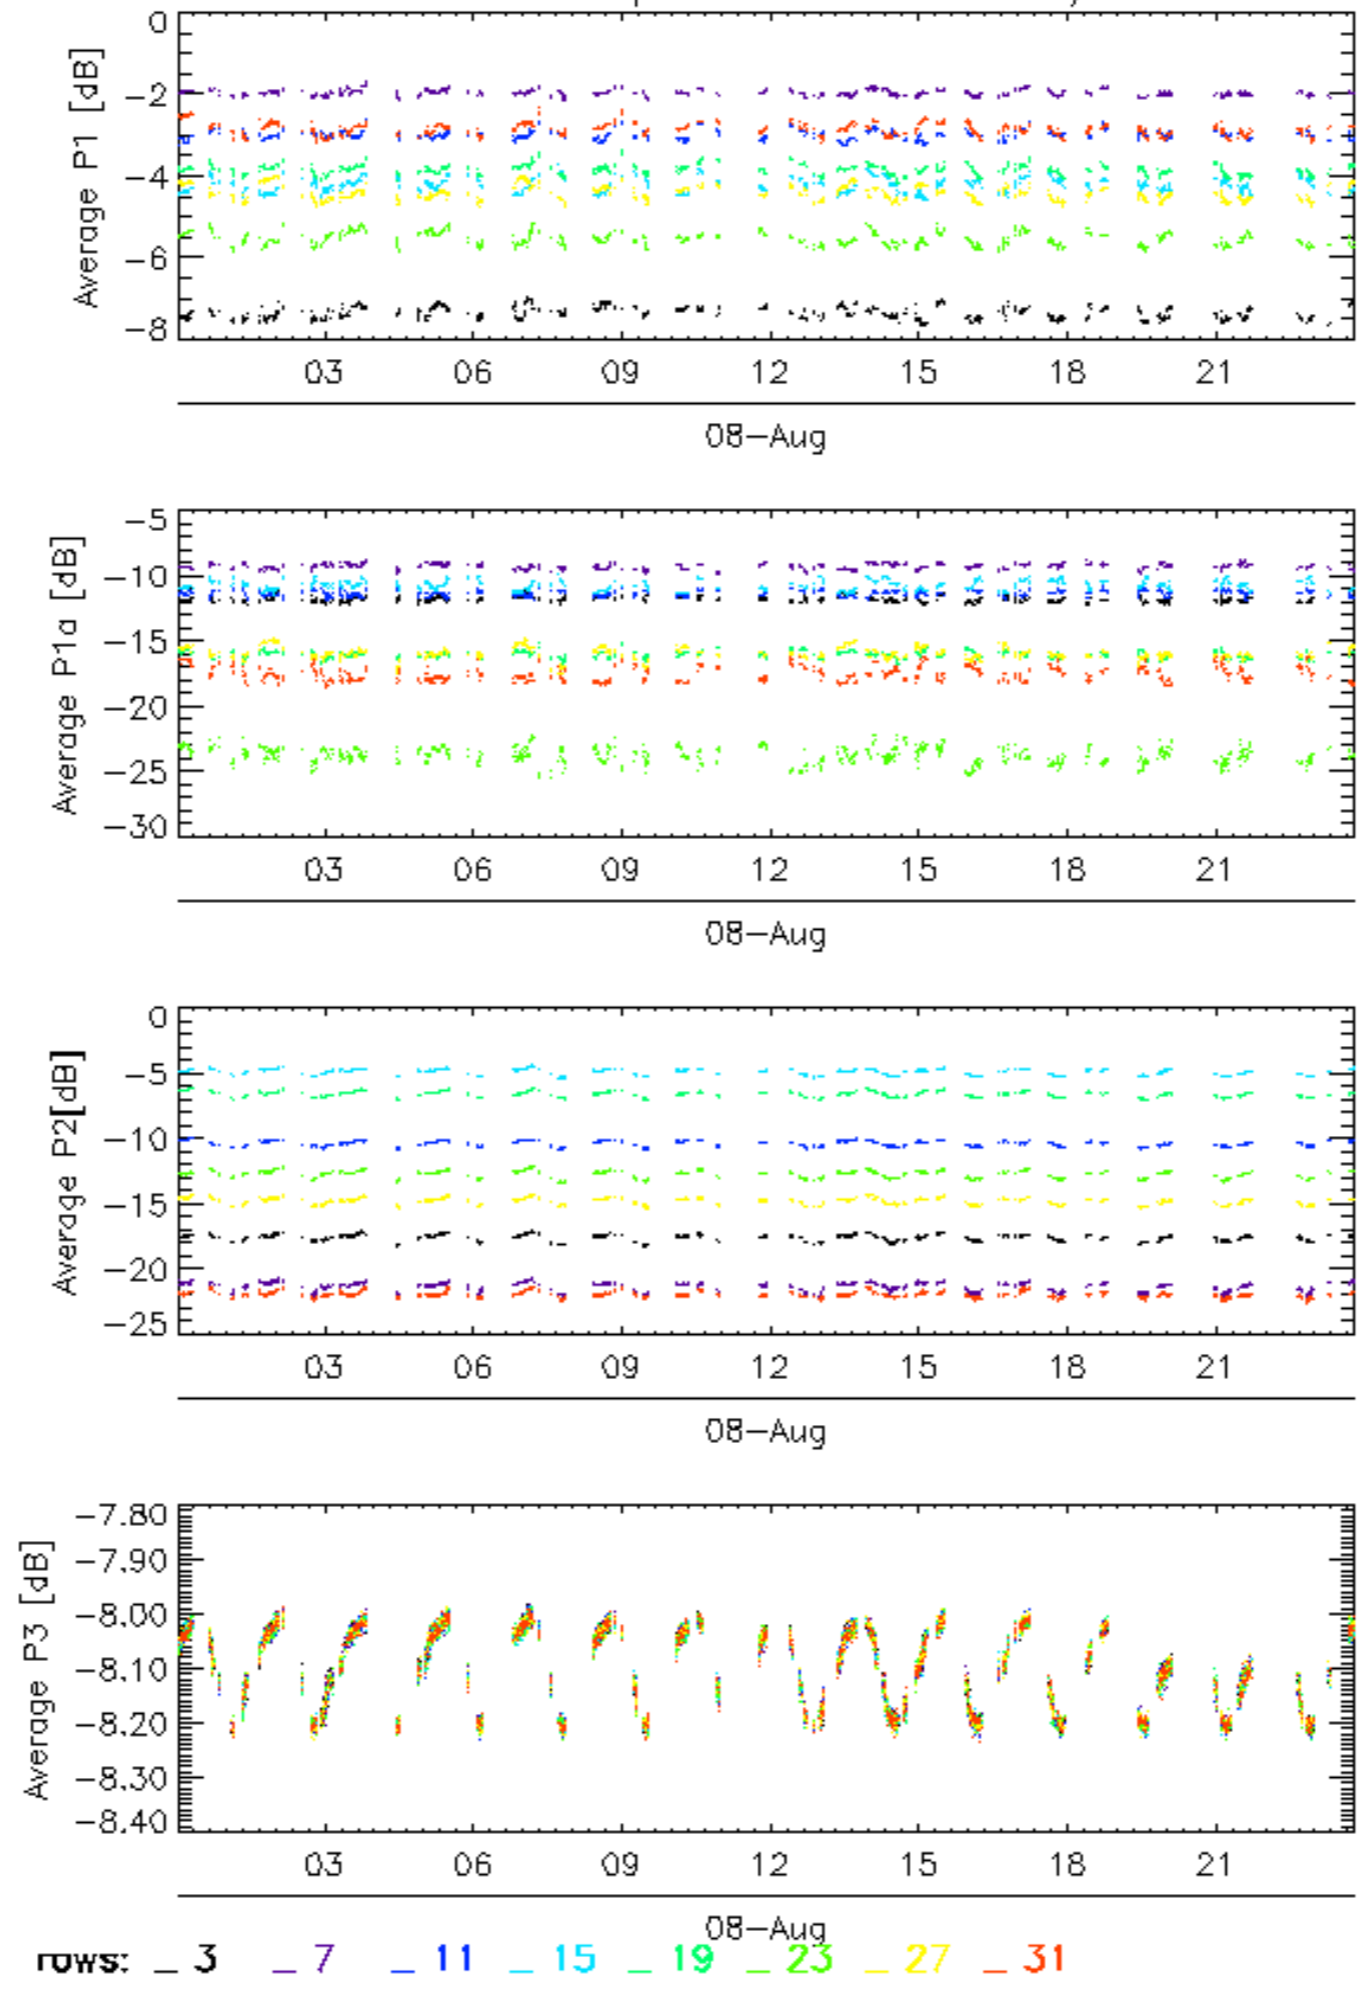 0
-2
-4
-6
-8
Average P1 [dB]
03 06 09 12 15 18 21
08-Aug
-5
-10
-15
-20
-25
-30
Average P1a [dB]
03 06 09 12 15 18 21
08-Aug
0
-5
-10
-15
-20
-25
Average P2[dB]
03 06 09 12 15 18 21
08-Aug
-7.80
-7.90
-8.00
-8.10
-8.20
-8.30
-8.40
Average P3 [dB]
03 06 09 12 15 18 21
08-Aug
rows: _ 3 _ 7 _ 11 _ 15 _ 19 _ 23 _ 27 _ 31